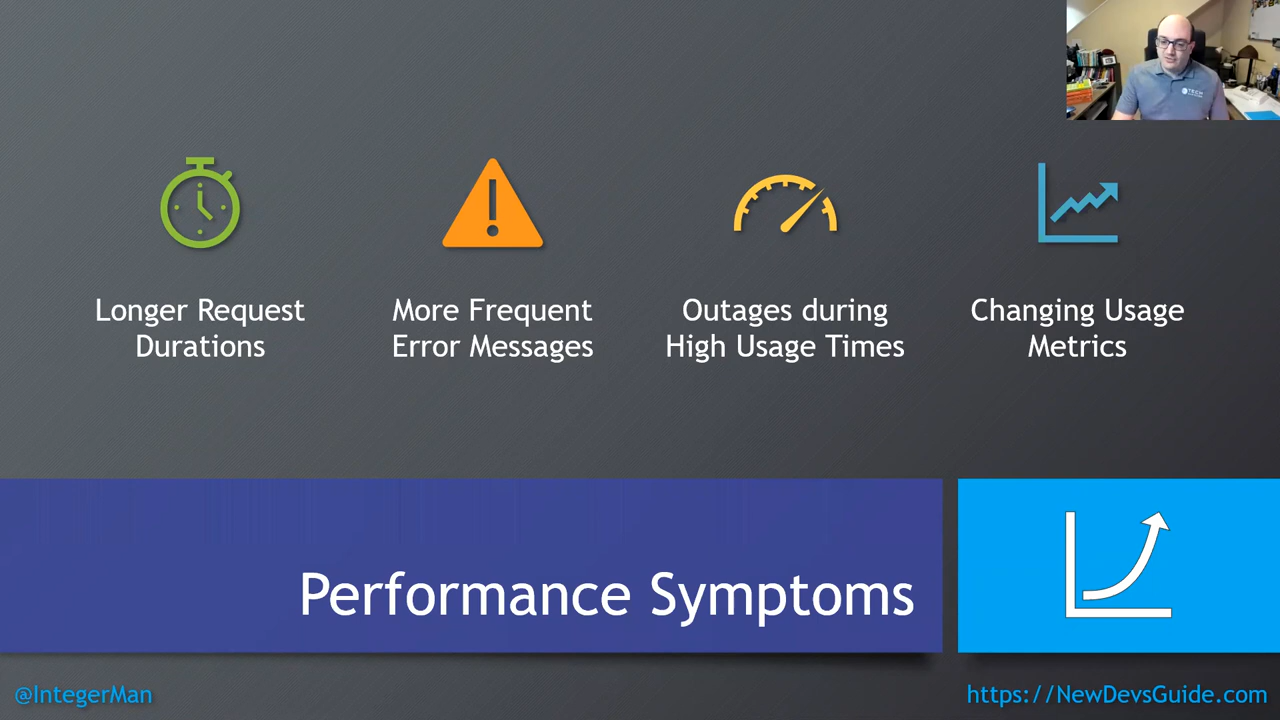 TECH
Longer Request
Durations
More Frequent
Error Messages
Outages during
High Usage Times
Changing Usage
Metrics
Performance Symptoms
@IntegerMan
https://NewDevsGuide.com